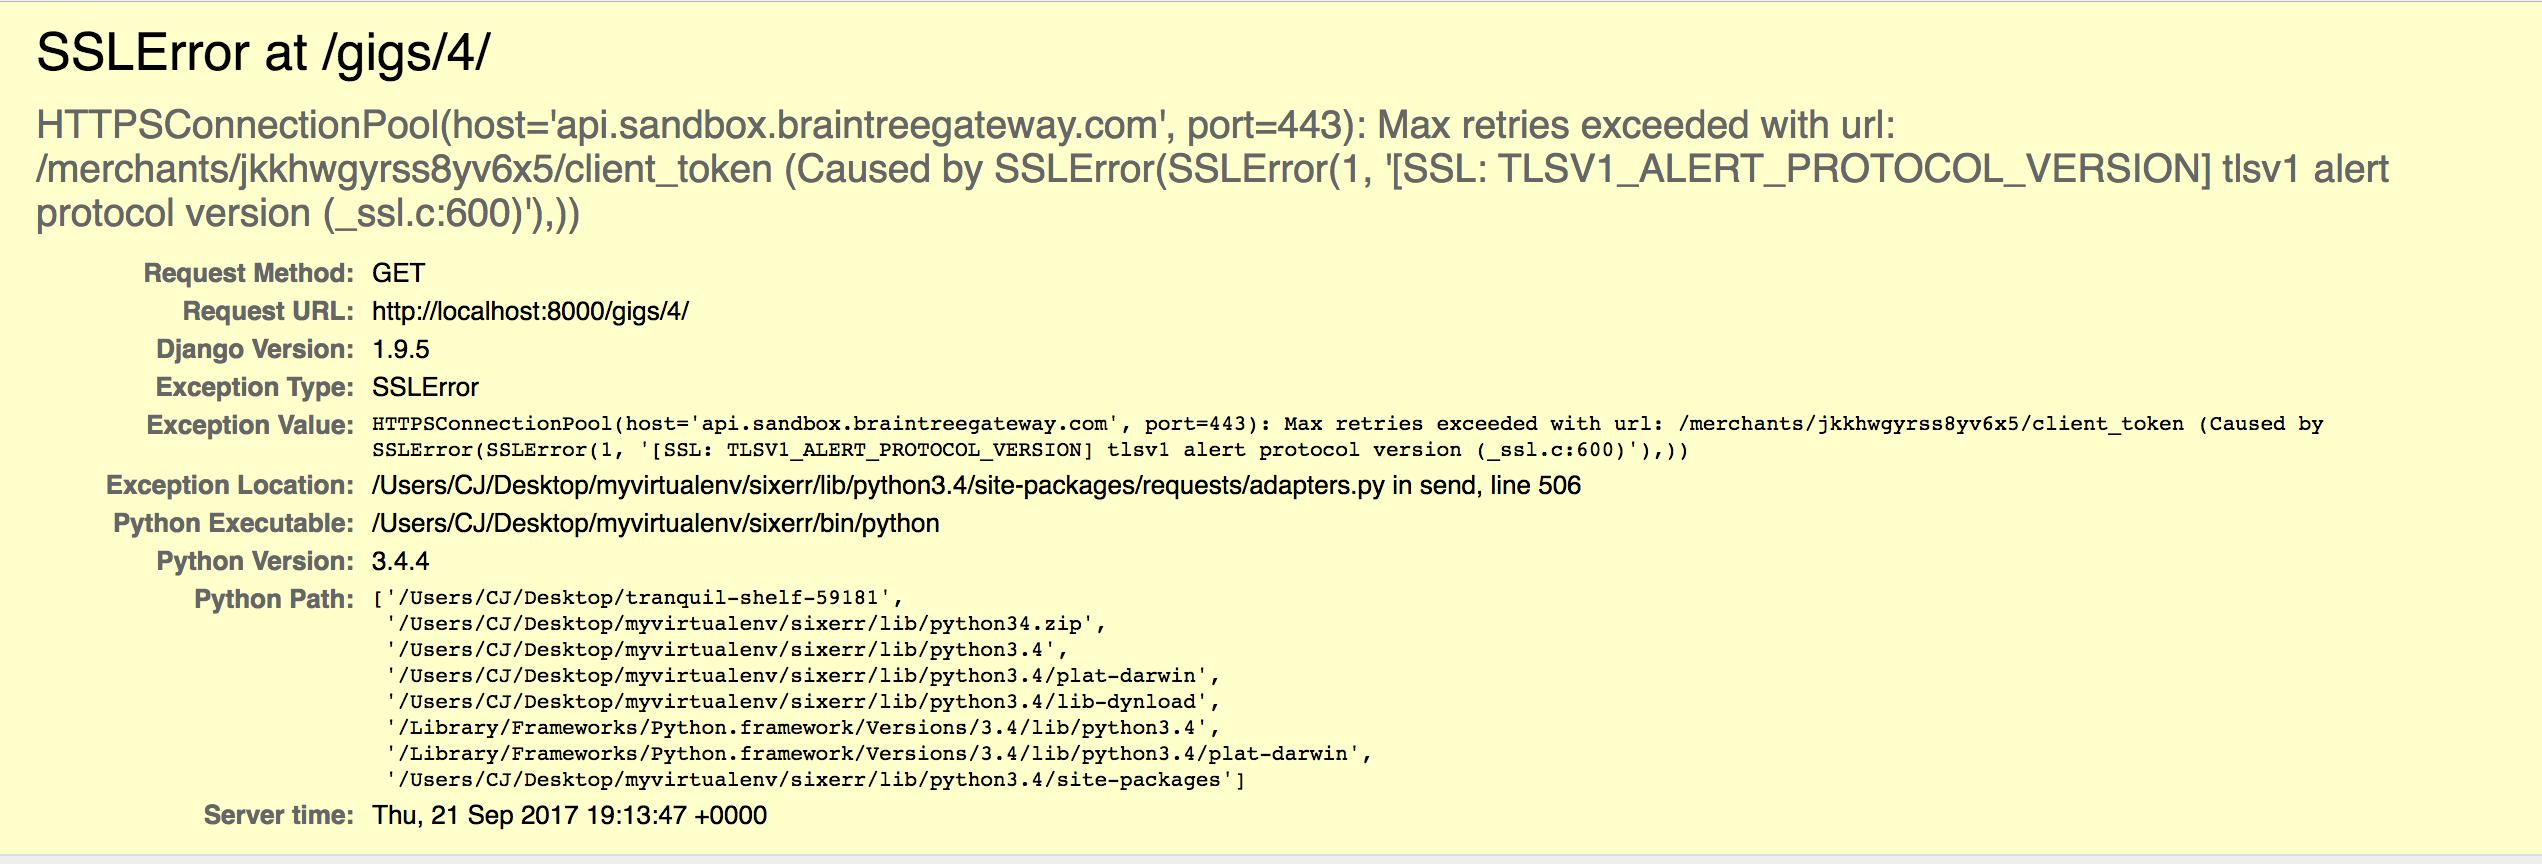 SSLError at /gigs/4/
HTTPSConnectionPool(host='api.sandbox.braintreegateway.com', port=443): Max retries exceeded with url:
/merchants/jkkhwgyrss8yv6x5/client_token (Caused by SSLError(SSLError(1, '[SSL: TLSV1_ALERT_PROTOCOL_VERSION] tlsv1 alert
protocol version (_ssl.c:600)'),))
Request Method: GET
Request URL: http://localhost:8000/gigs/4/
Django Version: 1.9.5
Exception Type: SSLError
Exception Value: HTTPSConnectionPool(host='api.sandbox.braintreegateway.com', port=443): Max retries exceeded with url: /merchants/jkkhwgyrss8yv6x5/client_token (Caused by
SSLError(SSLError(1, '[SSL: TLSV1_ALERT_PROTOCOL_VERSION] tlsv1 alert protocol version (_ssl.c:600)'),))
Exception Location: /Users/CJ/Desktop/myvirtualenv/sixerr/lib/python3.4/site-packages/requests/adapters.py in send, line 506
Python Executable: /Users/CJ/Desktop/myvirtualenv/sixerr/bin/python
Python Version: 3.4.4
Python Path: ['/Users/CJ/Desktop/tranquil-shelf-59181',
'/Users/CJ/Desktop/myvirtualenv/sixerr/lib/python34.zip',
'/Users/CJ/Desktop/myvirtualenv/sixerr/lib/python3.4',
'/Users/CJ/Desktop/myvirtualenv/sixerr/lib/python3.4/plat-darwin',
'/Users/CJ/Desktop/myvirtualenv/sixerr/lib/python3.4/lib-dynload',
'/Library/Frameworks/Python.framework/Versions/3.4/lib/python3.4',
'/Library/Frameworks/Python.framework/Versions/3.4/lib/python3.4/plat-darwin',
'/Users/CJ/Desktop/myvirtualenv/sixerr/lib/python3.4/site-packages']
Server time: Thu, 21 Sep 2017 19:13:47 +0000